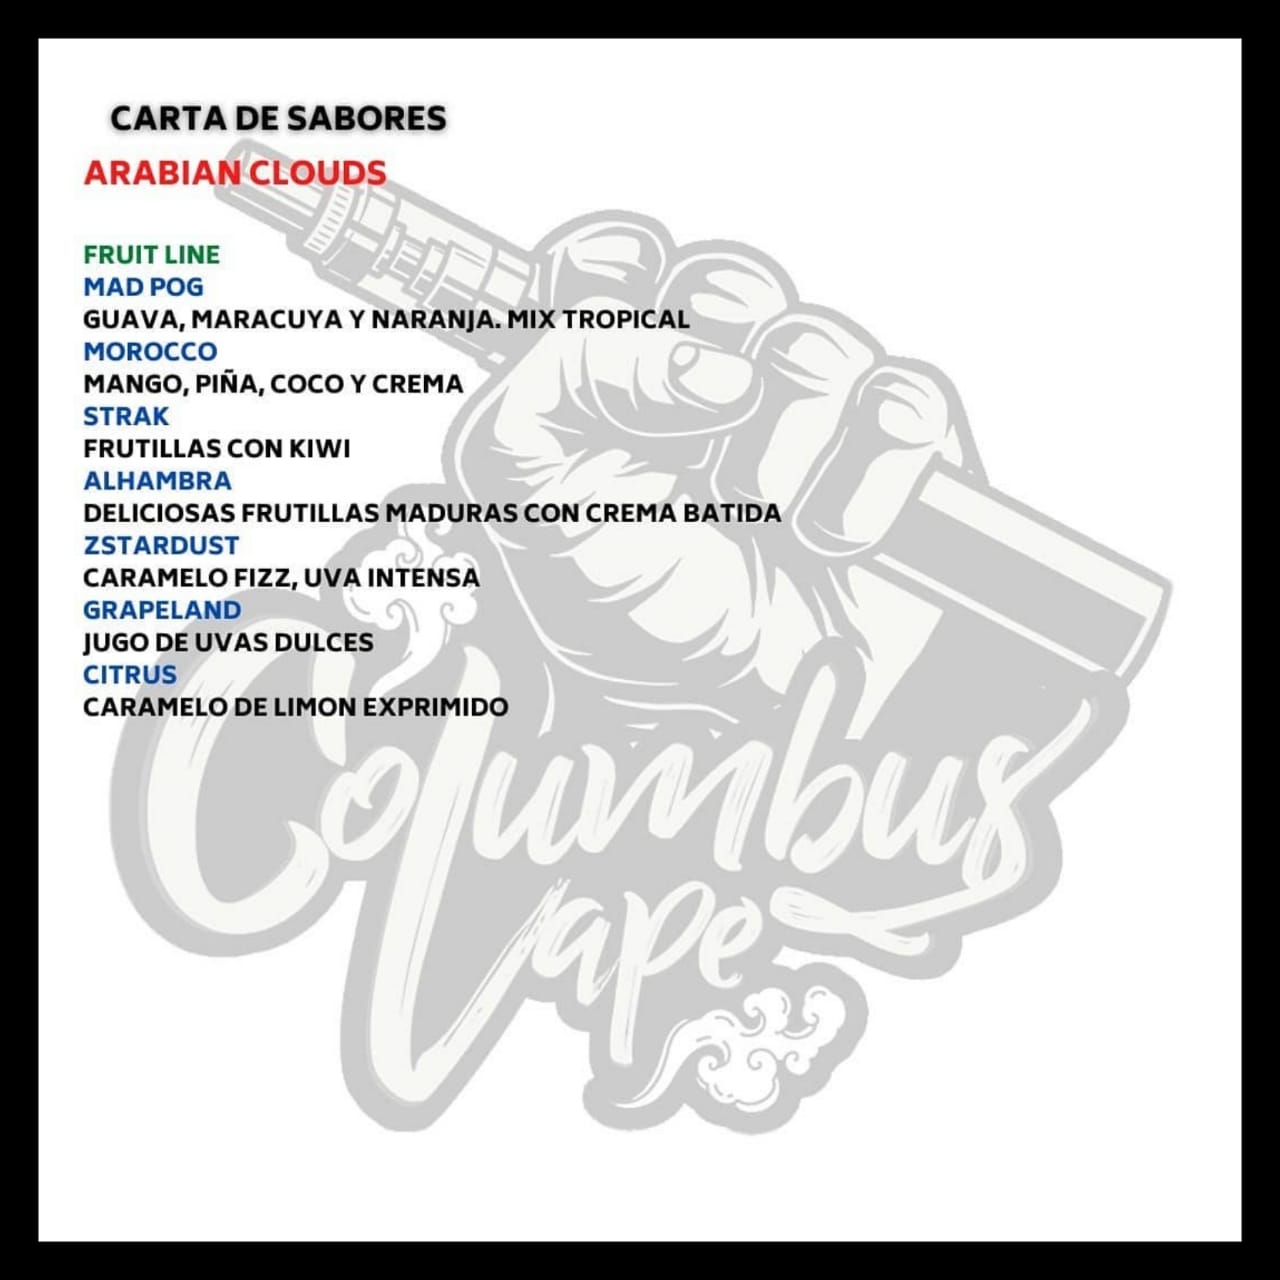 CARTA DE SABORES
ARABIAN CLOUDS
FRUIT LINE
MAD POG
GUAVA, MARACUYA Y NARANJA. MIX TROPICAL
MOROCCO
MANGO, PIÑA, COCO Y CREMA
STRAK
FRUTILLAS CON KIWI
ALHAMBRA
DELICIOSAS FRUTILLAS MADURAS CON CREMA BATIDA
ZSTARDUST
CARAMELO FIZZ, UVA INTENSA
GRAPELAND
JUGO DE UVAS DULCES
CITRUS
CARAMELO DE LIMON EXPRIMIDO
Columbus
Vape